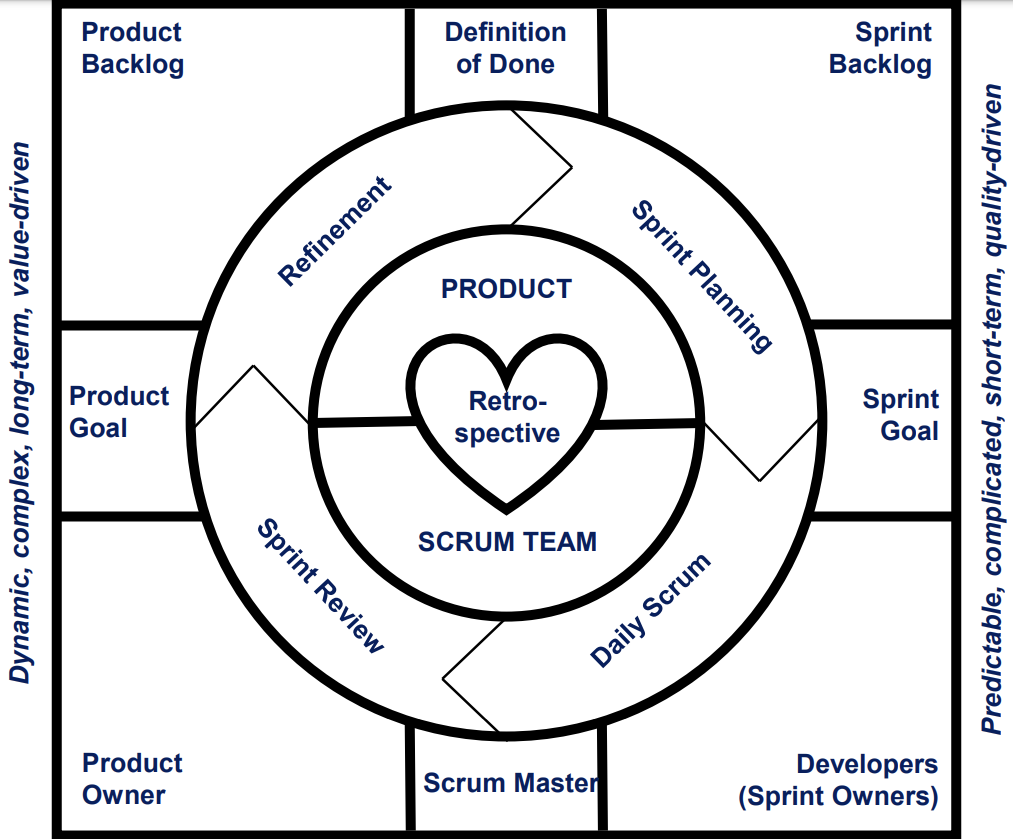 Product
Backlog
Definition
of Done
Sprint
Backlog
Refinement
Sprint Planning
PRODUCT
Dynamic, complex, long-term, value-driven
Predictable, complicated, short-term, quality-driven
Product
Goal
Retro-
spective
Sprint
Goal
SCRUM TEAM
Sprint Review
Daily Scrum
Product
Owner
Scrum Master
Developers
(Sprint Owners)